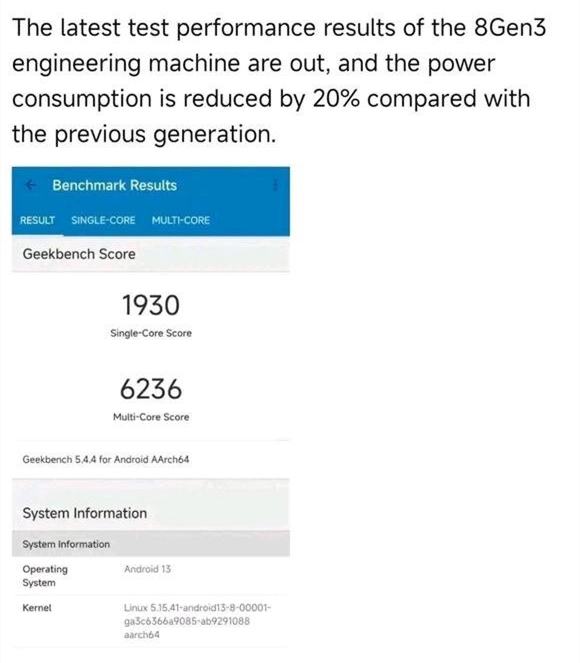 The latest test performance results of the 8Gen3
engineering machine are out, and the power
consumption is reduced by 20% compared with
the previous generation.
Benchmark Results
RESULT SINGLE-CORE MULTI-CORE
Geekbench Score
1930
Single-Core Score
6236
Multi-Core Score
Geekbench 5.4.4 for Android AArch64
System Information
System Information
Operating System Android 13
Kernel Linux 5.15.41-android13-8-00001-
ga3c6366a9085-ab9291088
aarch64